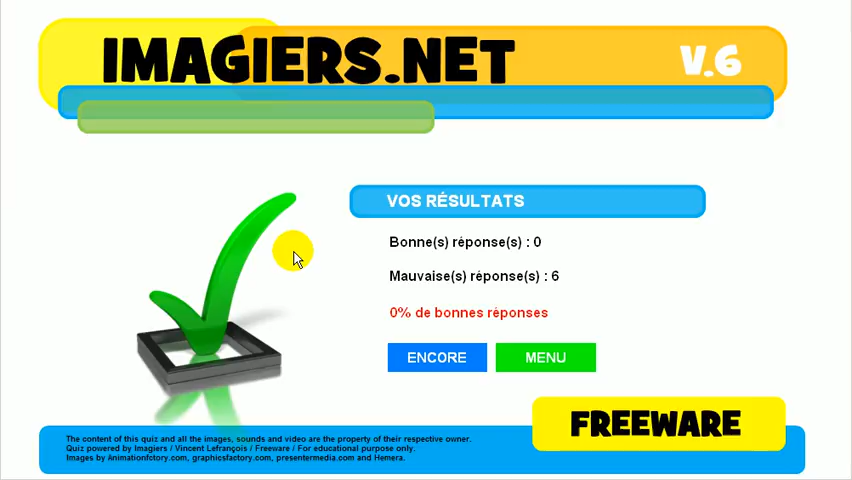 IMAGIERS.NET
V.6
VOS RÉSULTATS
Bonne(s) réponse(s) : 0
Mauvaise(s) réponse(s) : 6
0% de bonnes réponses
ENCORE
MENU
FREEWARE
The content of this quiz and all the images, sounds and video are the property of their respective owner.
Quiz powered by Imagiers / Vincent Lefrançois / Freeware / For educational purpose only.
Images by Animationfctory.com, graphicsfactory.com, presentermedia.com and Hemera.